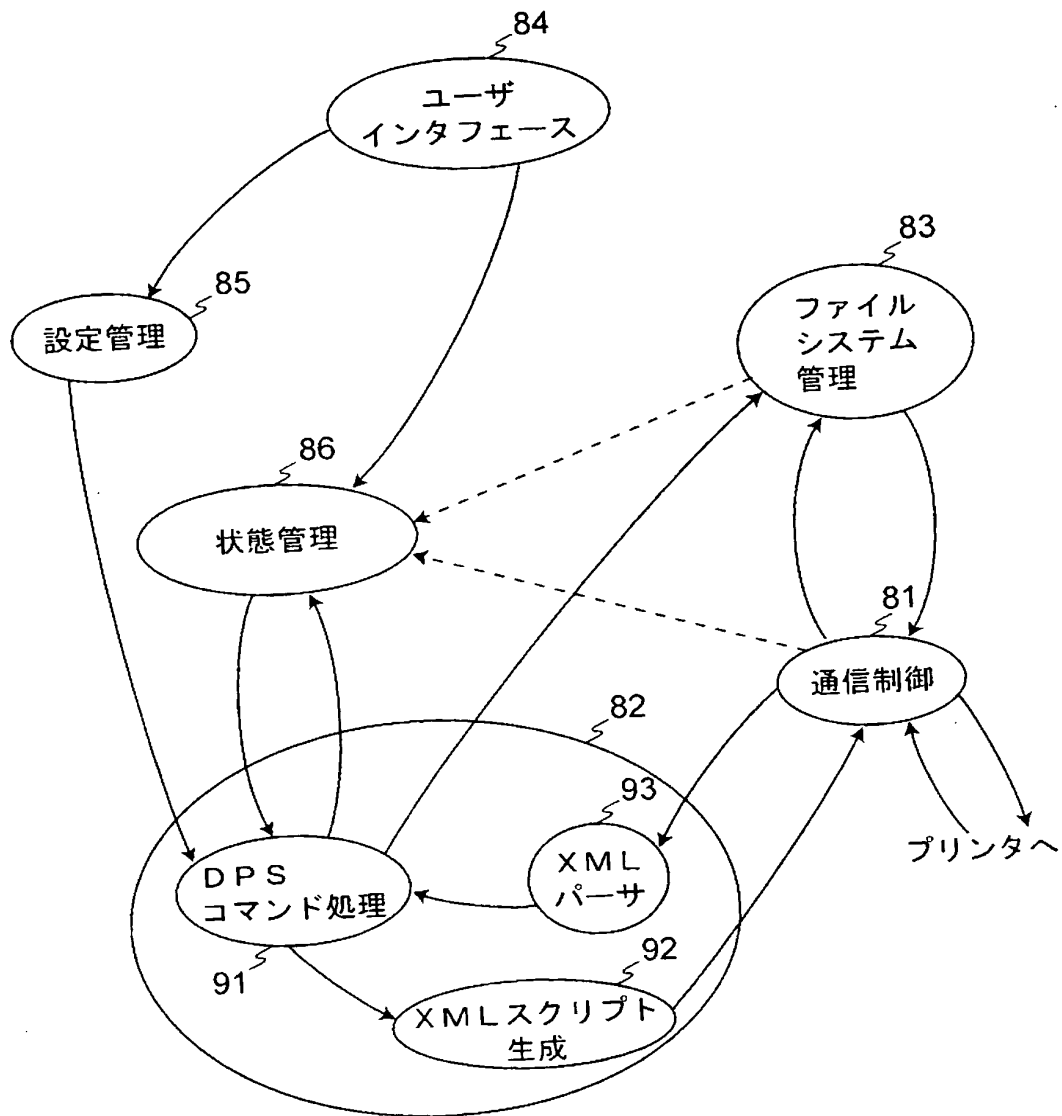 84
ユーザ
インタフェース
83
ファイル
システム
管理
85
設定管理
86
状態管理
81
通信制御
82
93
XML
パーサ
プリンタへ
DPS
コマンド処理
91
92
XMLスクリプト
生成